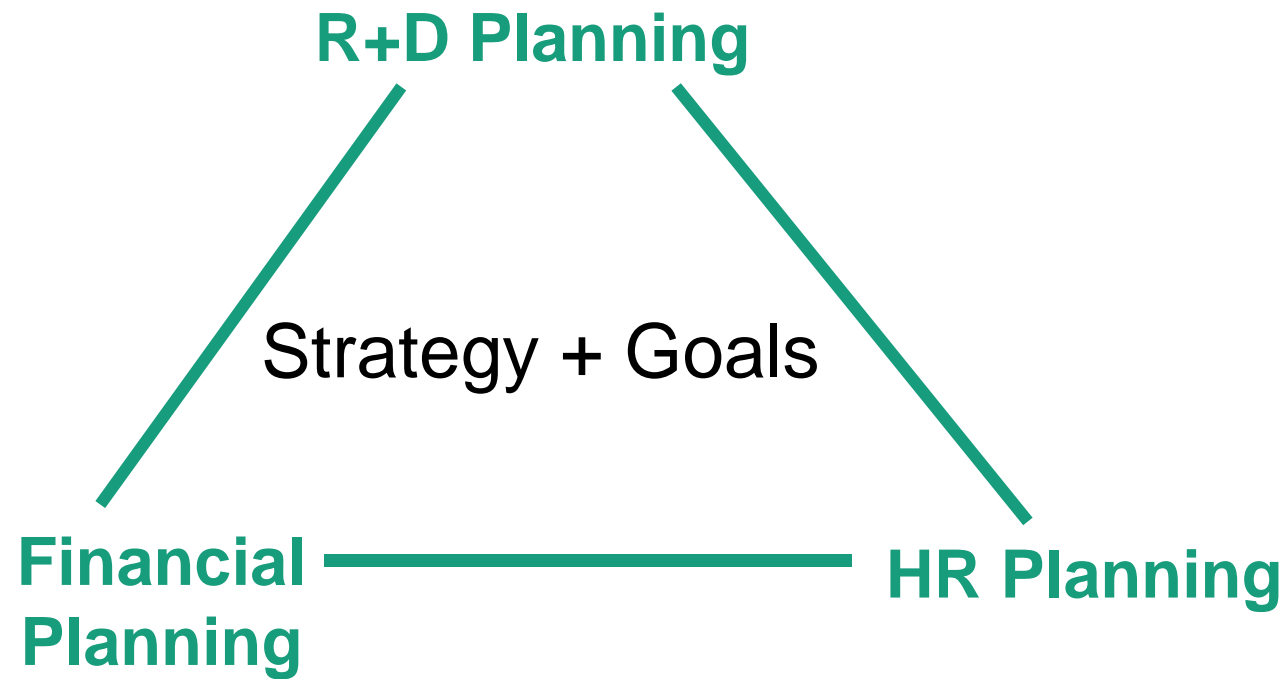 R+D Planning
Strategy + Goals
Financial
Planning
HR Planning